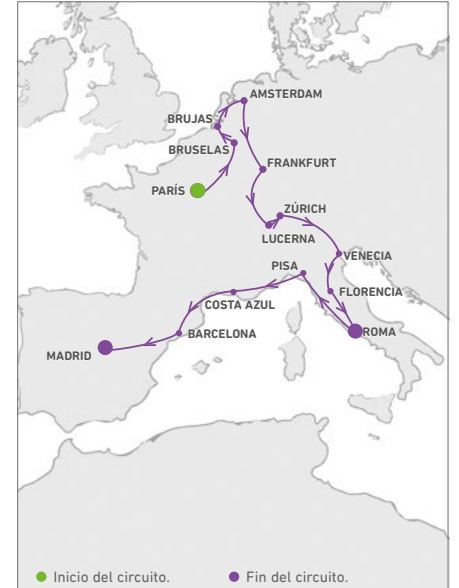 AMSTERDAM
BRUJAS
BRUSELAS
FRANKFURT
PARÍS
ZÚRICH
LUCERNA
VENECIA
PISA
FLORENCIA
COSTA AZUL
ROMA
BARCELONA
MADRID
Inicio del circuito.
Fin del circuito.